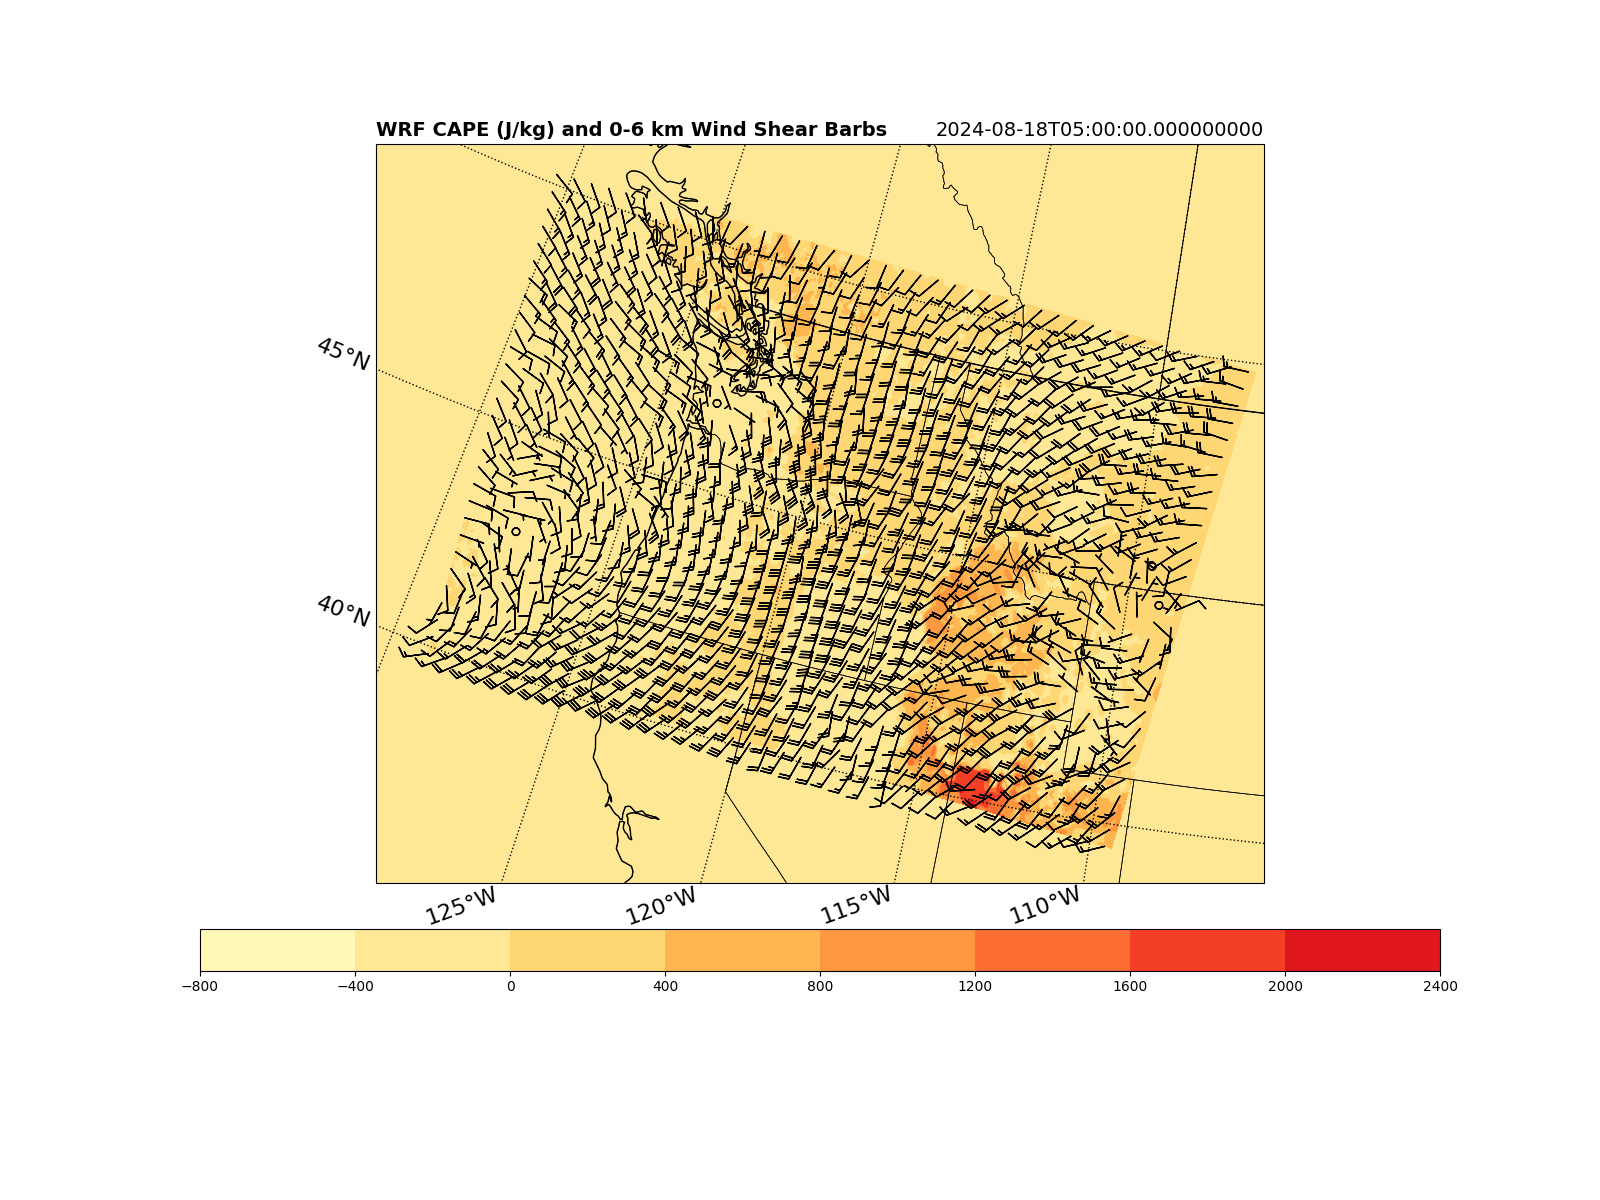 WRF CAPE (J/kg) and 0-6 km Wind Shear Barbs 2024-08-18T05:00:00.000000000
45°N
40°N
125°W 120°W 115°W 110°W
−800 −400 0 400 800 1200 1600 2000 2400